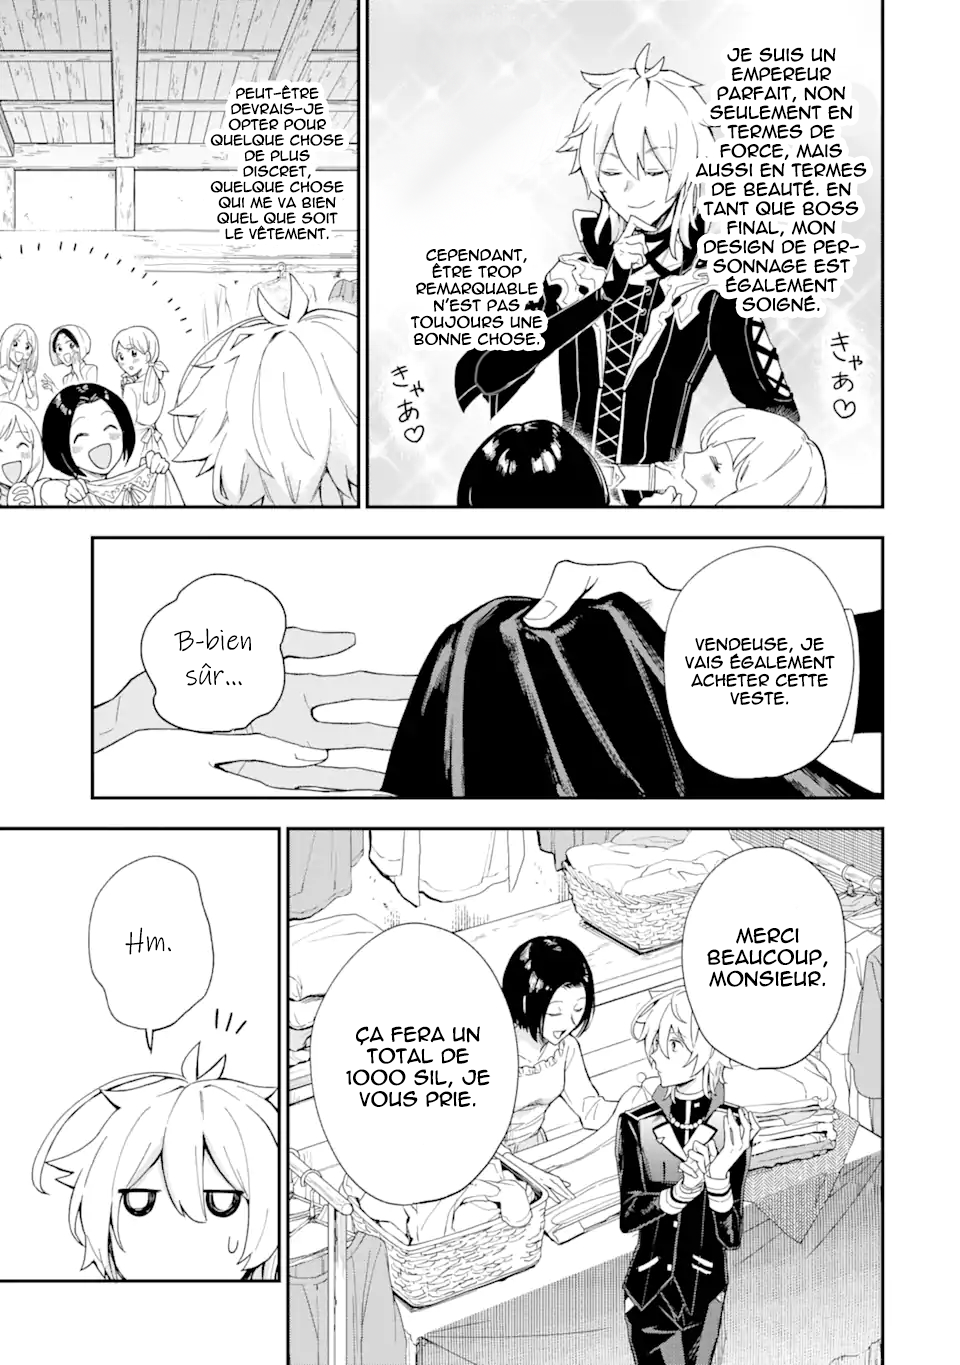 JE SUIS UN
EMPEREUR
PARFAIT, NON
SEULEMENT EN
TERMES DE
FORCE, MAIS
AUSSI EN TERMES
DE BEAUTÉ. EN
TANT QUE BOSS
FINAL, MON
DESIGN DE PER-
SONNAGE EST
ÉGALEMENT
SOIGNÉ.
CEPENDANT,
ÊTRE TROP
REMARQUABLE
N'EST PAS
TOUJOURS UNE
BONNE CHOSE.
きゃあ♡
きゃあ♡
PEUT-ÊTRE
DEVRAIS-JE
OPTER POUR
QUELQUE CHOSE
DE PLUS
DISCRET,
QUELQUE CHOSE
QUI ME VA BIEN
QUEL QUE SOIT
LE VÊTEMENT.
VENDEUSE, JE
VAIS ÉGALEMENT
ACHETER CETTE
VESTE.
B-bien
sûr...
MERCI
BEAUCOUP,
MONSIEUR.
ÇA FERA UN
TOTAL DE
1000 SIL, JE
VOUS PRIE.
Hm.